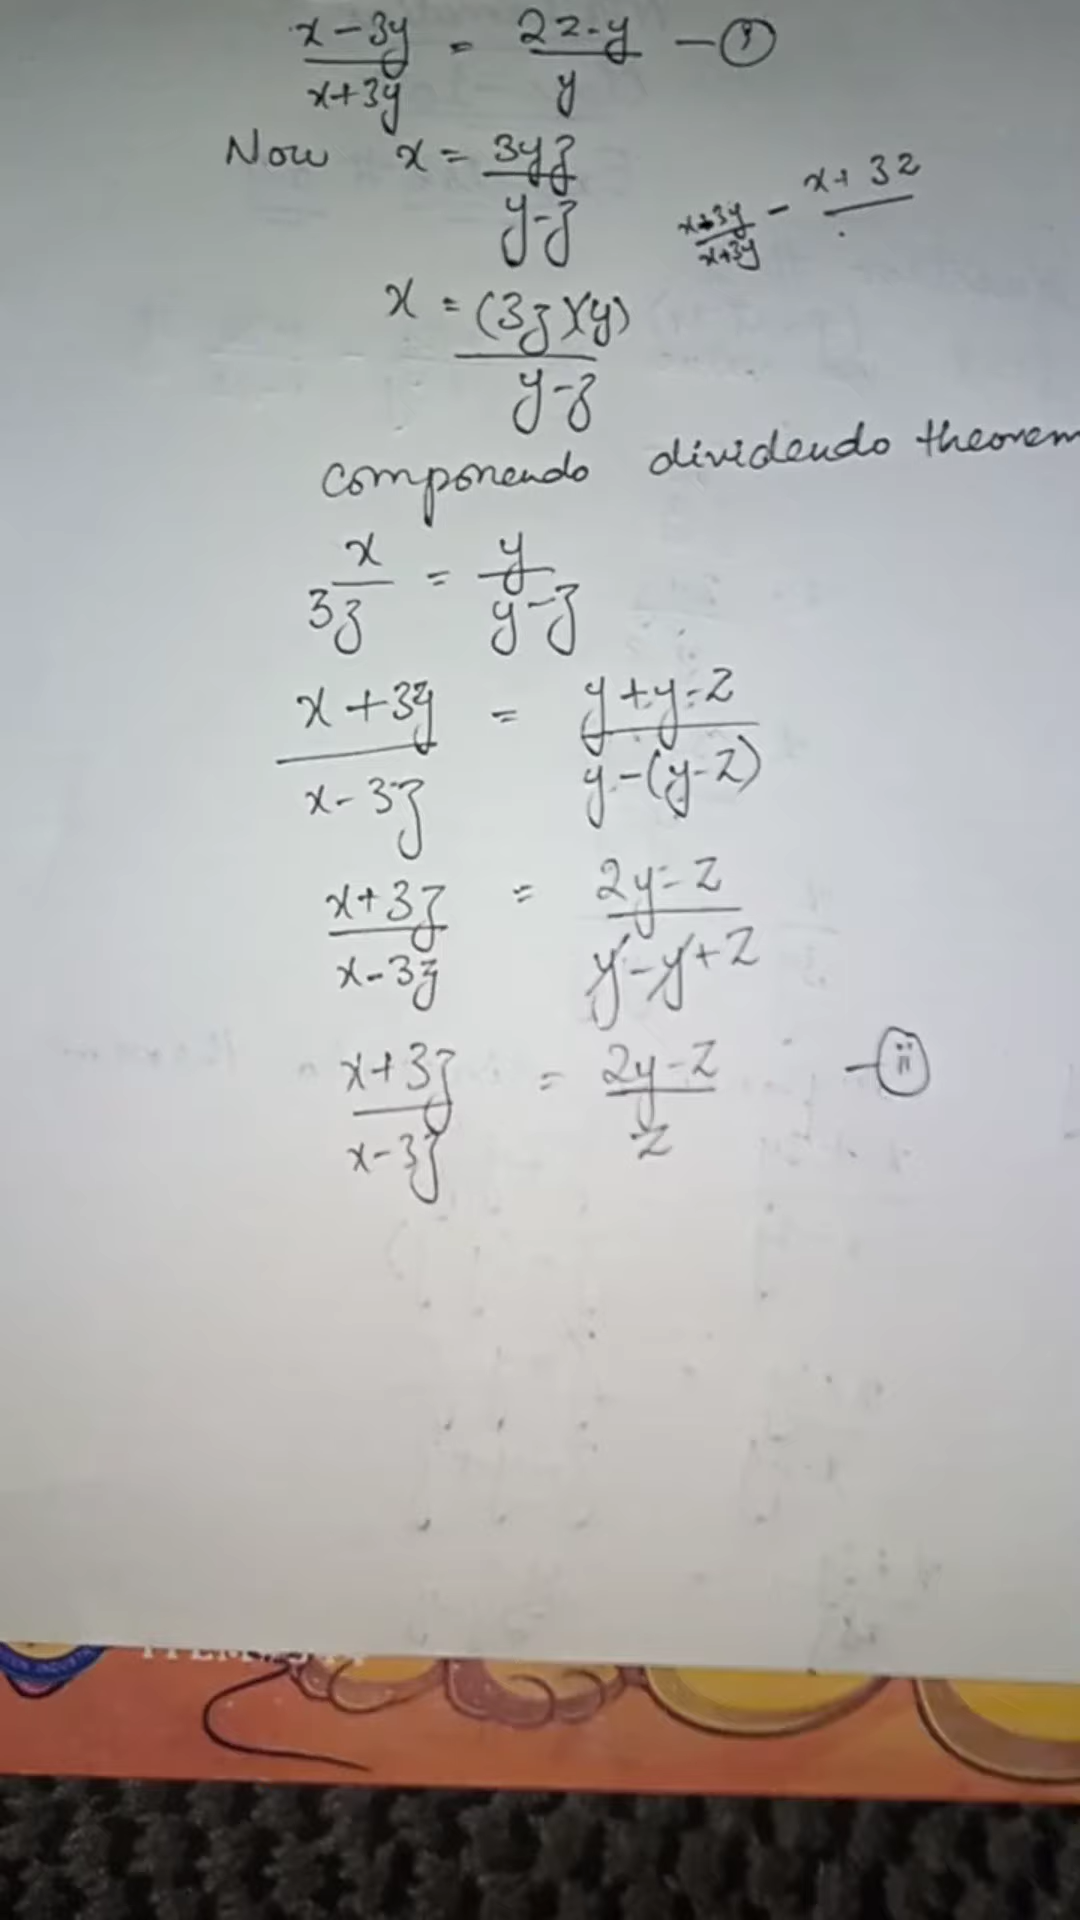 x-3y/x+3y = 2z-y/y —(i)
Now x = 3yz/y-z
x+3y/x+3y - x+3z
x = (3z)(y)/y-z
componendo dividendo theorem
x/3z = y/y-z
x+3y/x-3z = y+y-z/y-(y-z)
x+3z/x-3z = 2y-z/y-y+z
x+3z/x-3z = 2y-z/z —(ii)